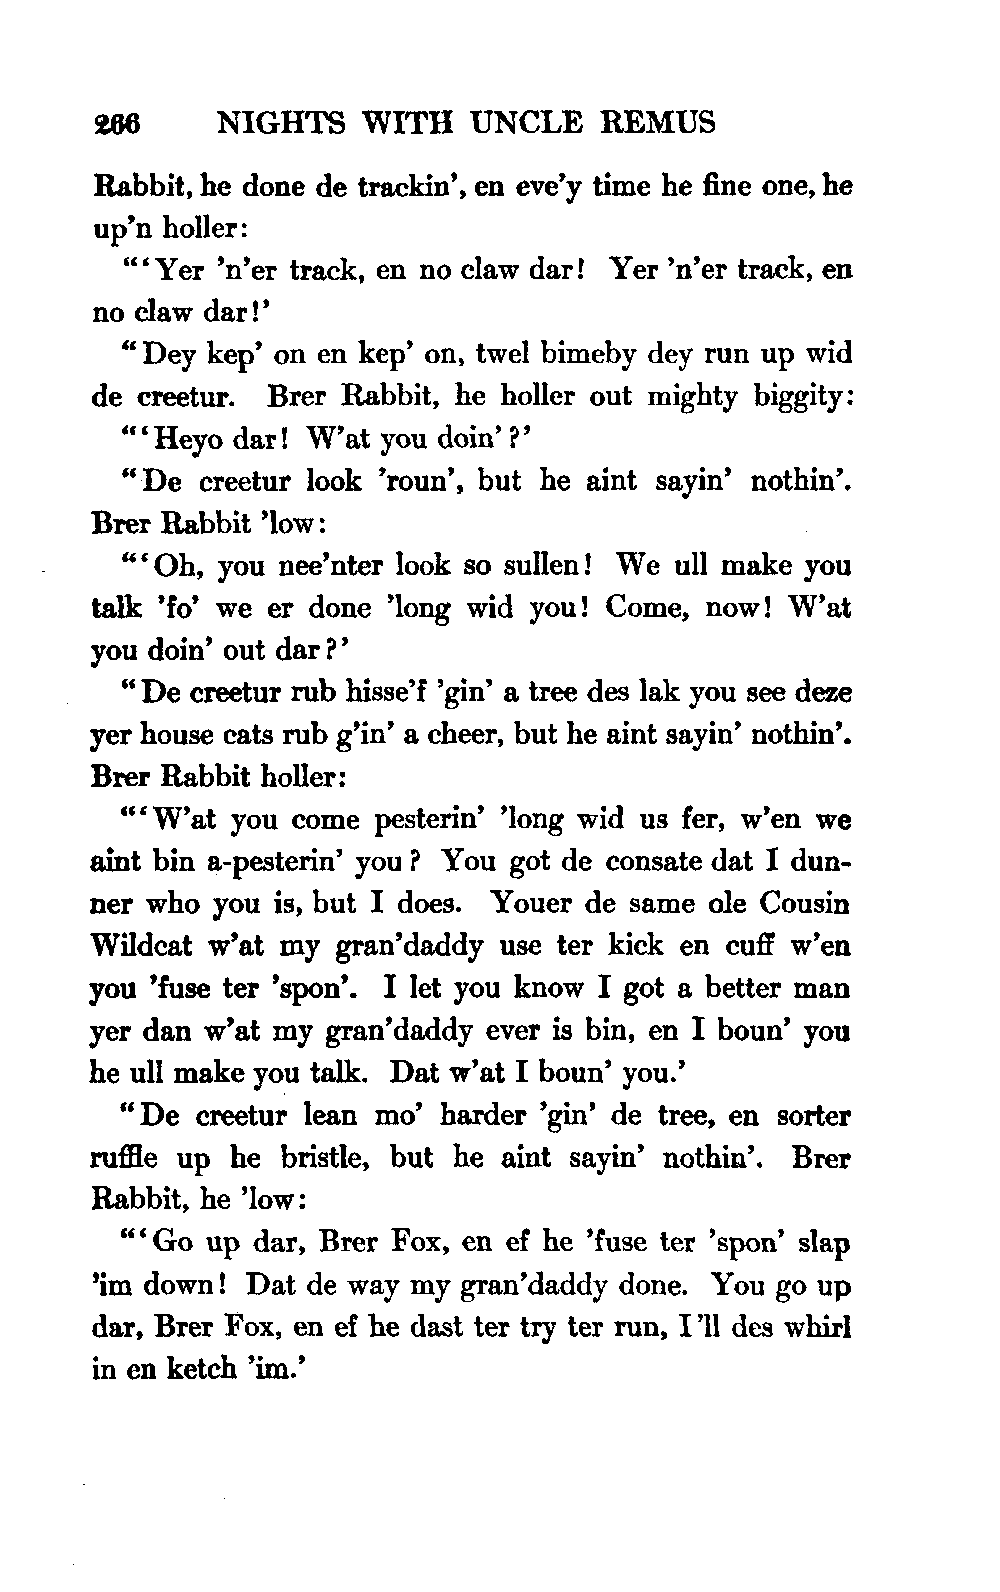 266 NIGHTS WITH UNCLE REMUS
Rabbit, he done de trackin’, en eve’y time he fine one, he
up’n holler:
“‘Yer ’n’er track, en no claw dar! Yer ’n’er track, en
no claw dar!’
“Dey kep’ on en kep’ on, twel bimeby dey run up wid
de creetur. Brer Rabbit, he holler out mighty biggity:
“‘Heyo dar! W’at you doin’?’
“De creetur look ’roun’, but he aint sayin’ nothin’.
Brer Rabbit ’low:
“‘Oh, you nee’nter look so sullen! We ull make you
talk ’fo’ we er done ’long wid you! Come, now! W’at
you doin’ out dar?’
“De creetur rub hisse’f ’gin’ a tree des lak you see deze
yer house cats rub g’in’ a cheer, but he aint sayin’ nothin’.
Brer Rabbit holler:
“‘W’at you come pesterin’ ’long wid us fer, w’en we
aint bin a-pesterin’ you? You got de consate dat I dun-
ner who you is, but I does. Youer de same ole Cousin
Wildcat w’at my gran’daddy use ter kick en cuff w’en
you ’fuse ter ’spon’. I let you know I got a better man
yer dan w’at my gran’daddy ever is bin, en I boun’ you
he ull make you talk. Dat w’at I boun’ you.’
“De creetur lean mo’ harder ’gin’ de tree, en sorter
ruffle up he bristle, but he aint sayin’ nothin’. Brer
Rabbit, he ’low:
“‘Go up dar, Brer Fox, en ef he ’fuse ter ’spon’ slap
’im down! Dat de way my gran’daddy done. You go up
dar, Brer Fox, en ef he dast ter try ter run, I’ll des whirl
in en ketch ’im.’